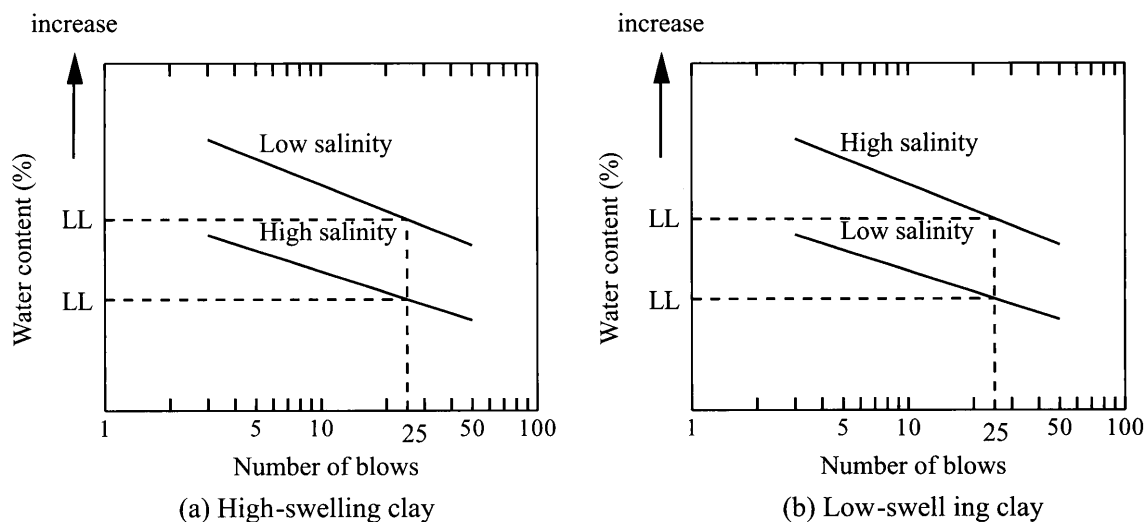 increase
Water content (%)
Low salinity
LL
High salinity
LL
1 5 10 25 50 100
Number of blows
(a) High-swelling clay
increase
Water content (%)
High salinity
LL
Low salinity
LL
1 5 10 25 50 100
Number of blows
(b) Low-swell ing clay